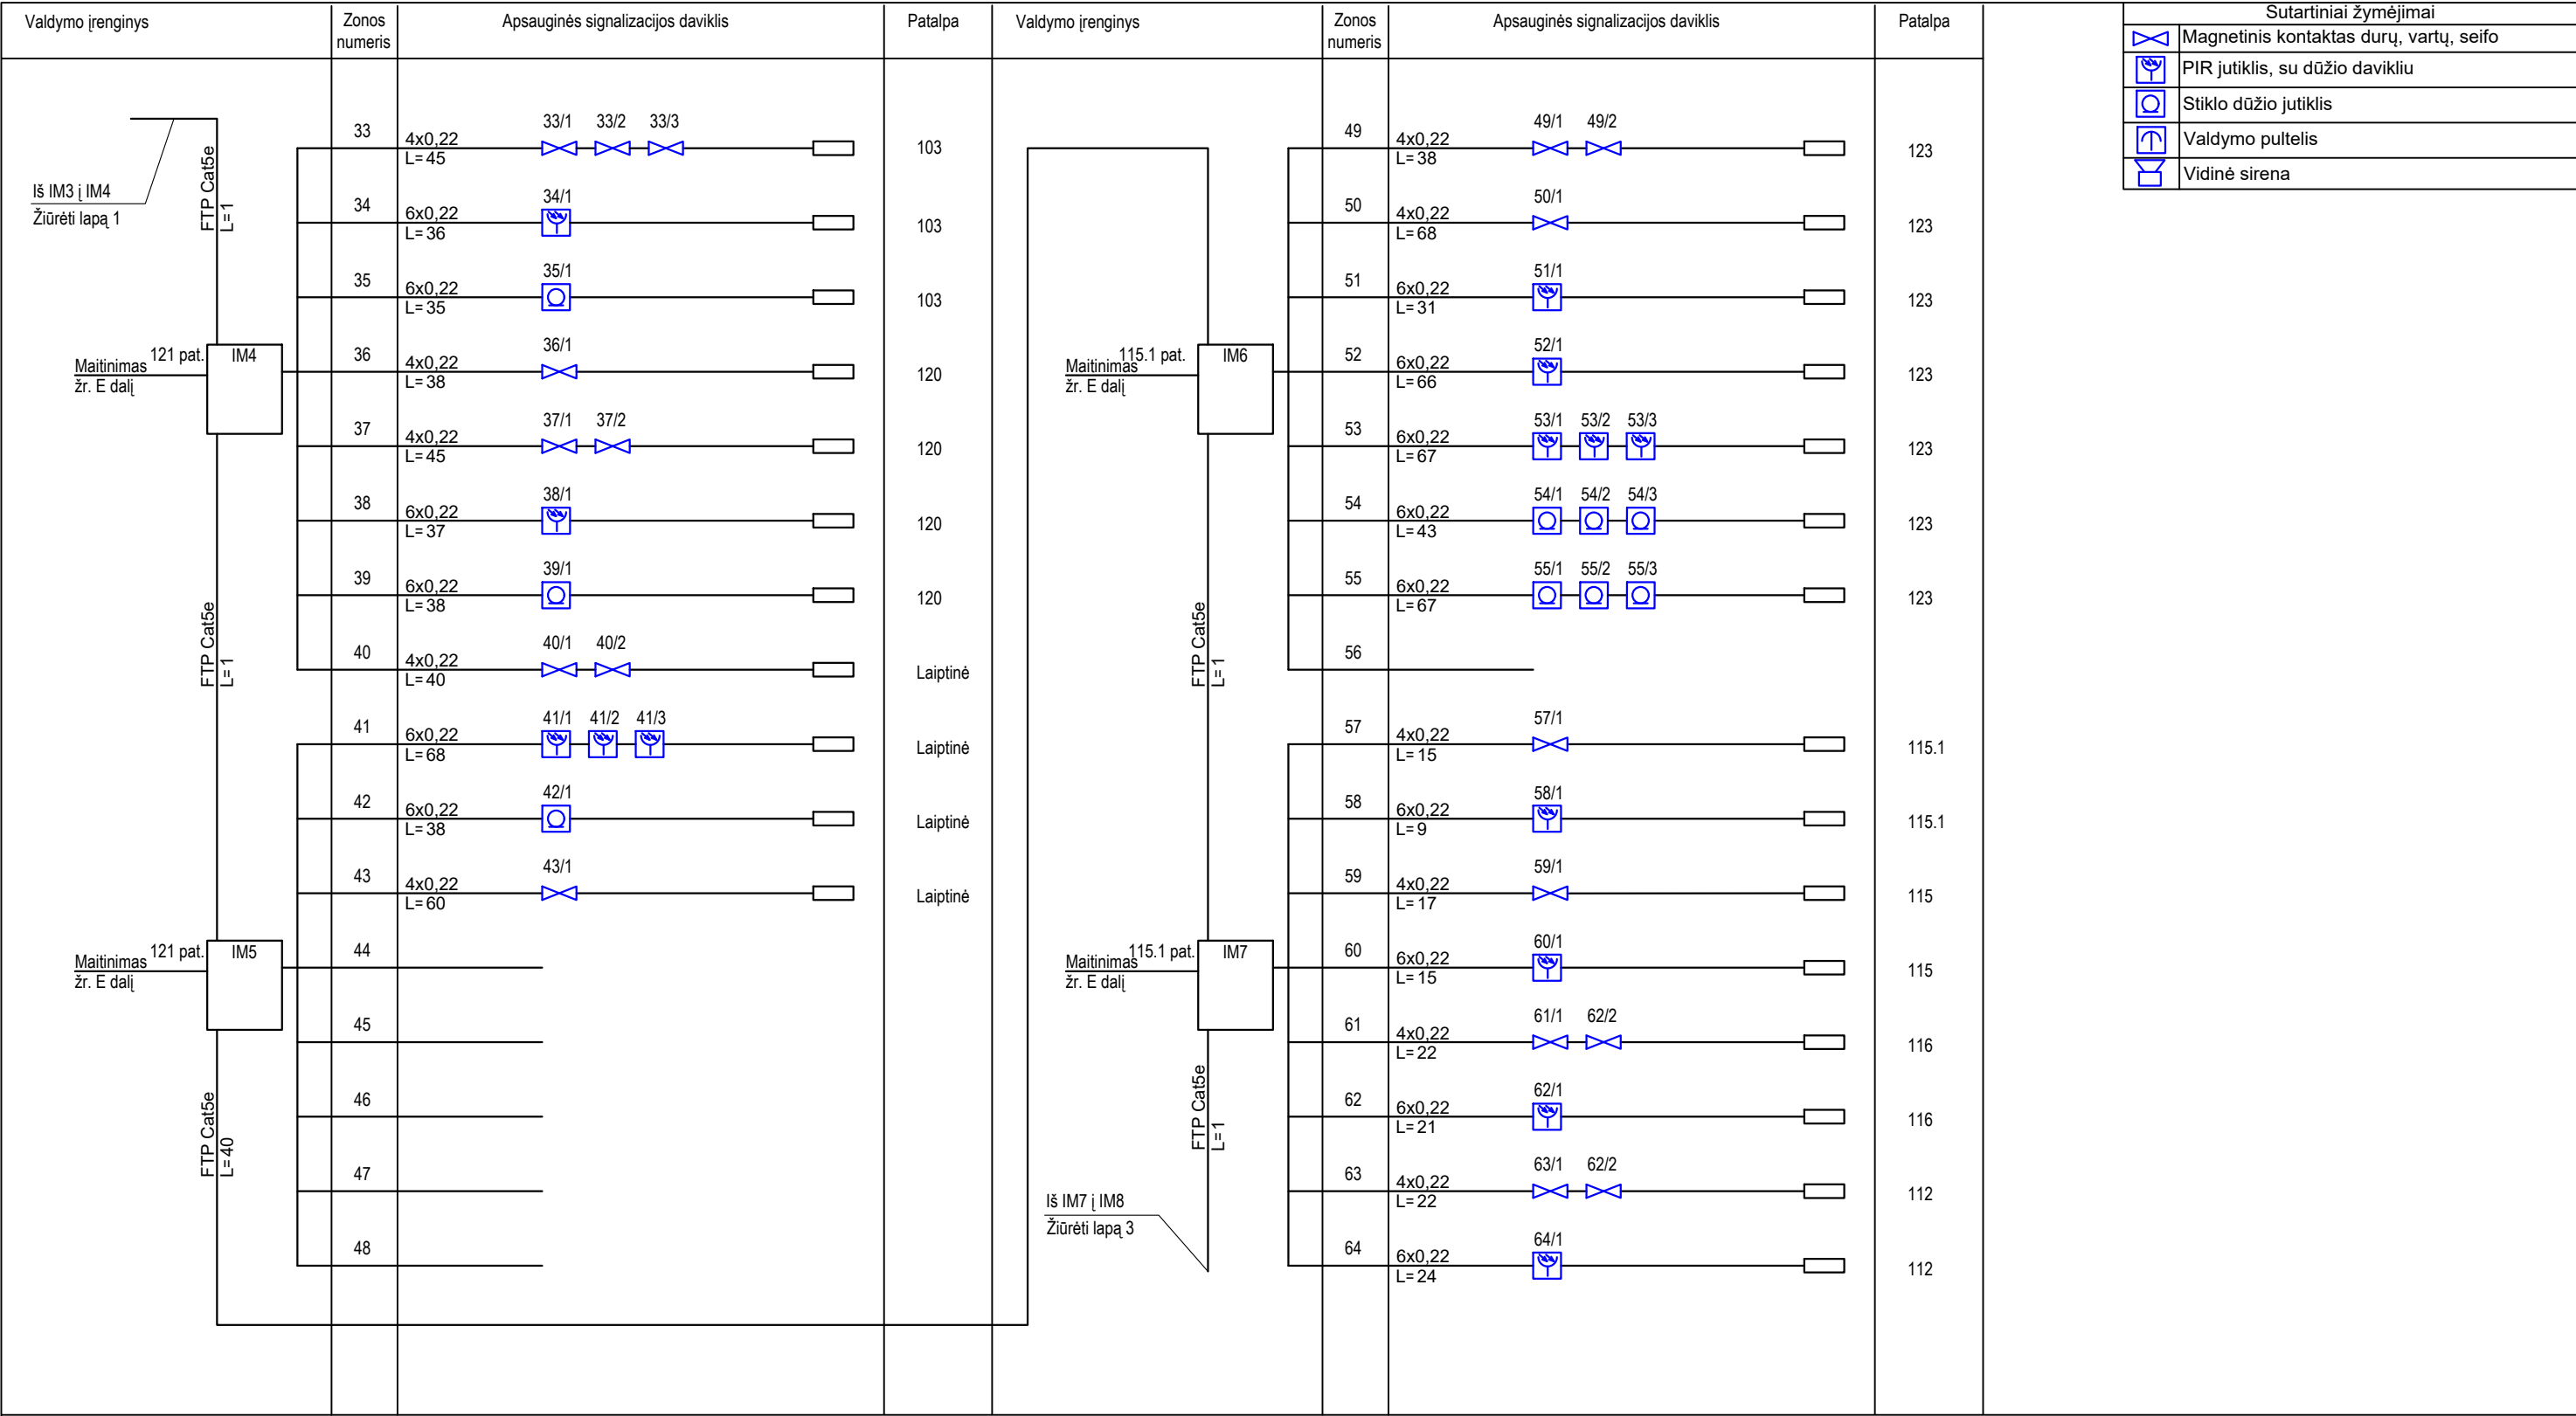 Valdymo įrenginys
Zonos
numeris
Apsauginės signalizacijos daviklis
Patalpa
Iš IM3 į IM4
Žiūrėti lapą 1
FTP Cat5e
L=1
121 pat.
IM4
Maitinimas
žr. E dalį
33
4x0,22
L=45
33/1 33/2 33/3
103
34
6x0,22
L=36
34/1
103
35
6x0,22
L=35
35/1
103
36
4x0,22
L=38
36/1
120
37
4x0,22
L=45
37/1 37/2
120
38
6x0,22
L=37
38/1
120
39
6x0,22
L=38
39/1
120
40
4x0,22
L=40
40/1 40/2
Laiptinė
FTP Cat5e
L=1
121 pat.
IM5
Maitinimas
žr. E dalį
41
6x0,22
L=68
41/1 41/2 41/3
Laiptinė
42
6x0,22
L=38
42/1
Laiptinė
43
4x0,22
L=60
43/1
Laiptinė
44
45
46
47
48
FTP Cat5e
L=40
Valdymo įrenginys
Zonos
numeris
Apsauginės signalizacijos daviklis
Patalpa
115.1 pat.
IM6
Maitinimas
žr. E dalį
49
4x0,22
L=38
49/1 49/2
123
50
4x0,22
L=68
50/1
123
51
6x0,22
L=31
51/1
123
52
6x0,22
L=66
52/1
123
53
6x0,22
L=67
53/1 53/2 53/3
123
54
6x0,22
L=43
54/1 54/2 54/3
123
55
6x0,22
L=67
55/1 55/2 55/3
123
56
FTP Cat5e
L=1
115.1 pat.
IM7
Maitinimas
žr. E dalį
57
4x0,22
L=15
57/1
115.1
58
6x0,22
L=9
58/1
115.1
59
4x0,22
L=17
59/1
115
60
6x0,22
L=15
60/1
115
61
4x0,22
L=22
61/1 62/2
116
62
6x0,22
L=21
62/1
116
63
4x0,22
L=22
63/1 62/2
112
64
6x0,22
L=24
64/1
112
FTP Cat5e
L=1
Iš IM7 į IM8
Žiūrėti lapą 3
Sutartiniai žymėjimai
Magnetinis kontaktas durų, vartų, seifo
PIR jutiklis, su dūžio davikliu
Stiklo dūžio jutiklis
Valdymo pultelis
Vidinė sirena